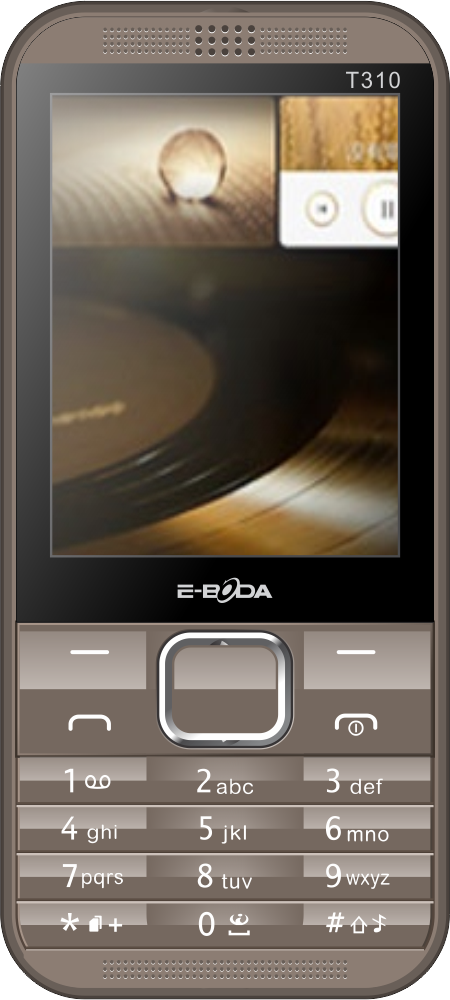 T310
E-BODA
1 2 abc 3 def
4 ghi 5 jkl 6 mno
7 pqrs 8 tuv 9 wxyz
* + 0 #